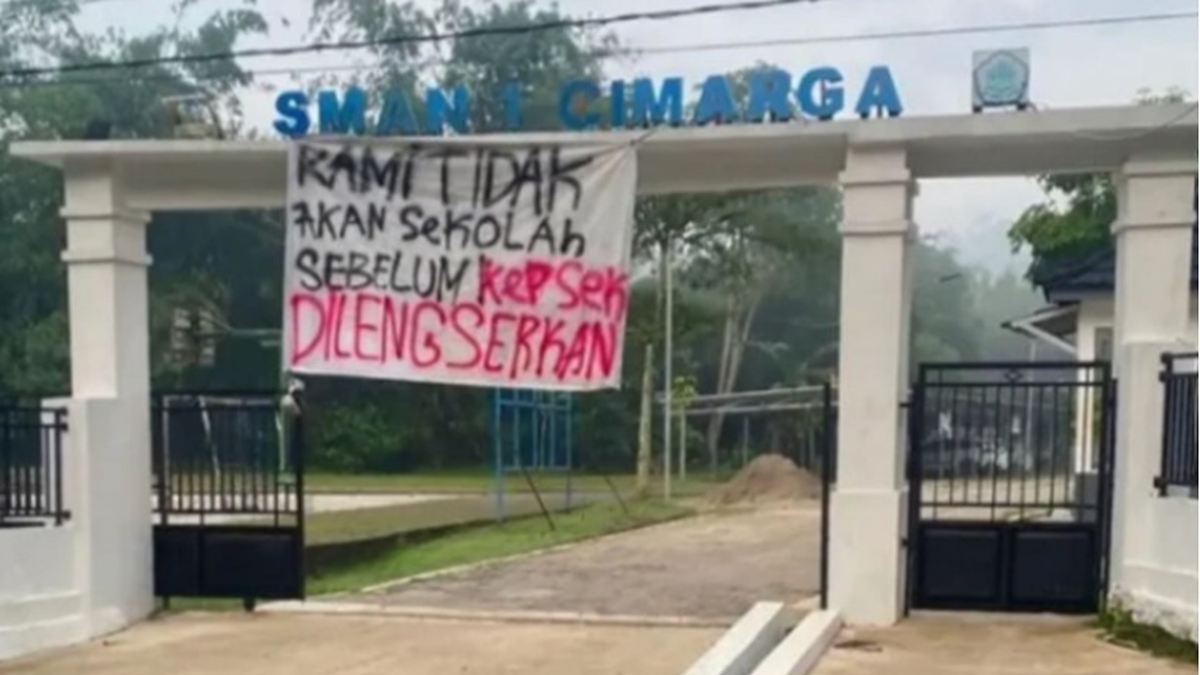 SMAN 1 CIMARGA
KAMI TIDAK
AKAN SEKOLAH
SEBELUM KEPSEK
DILENGSERKAN